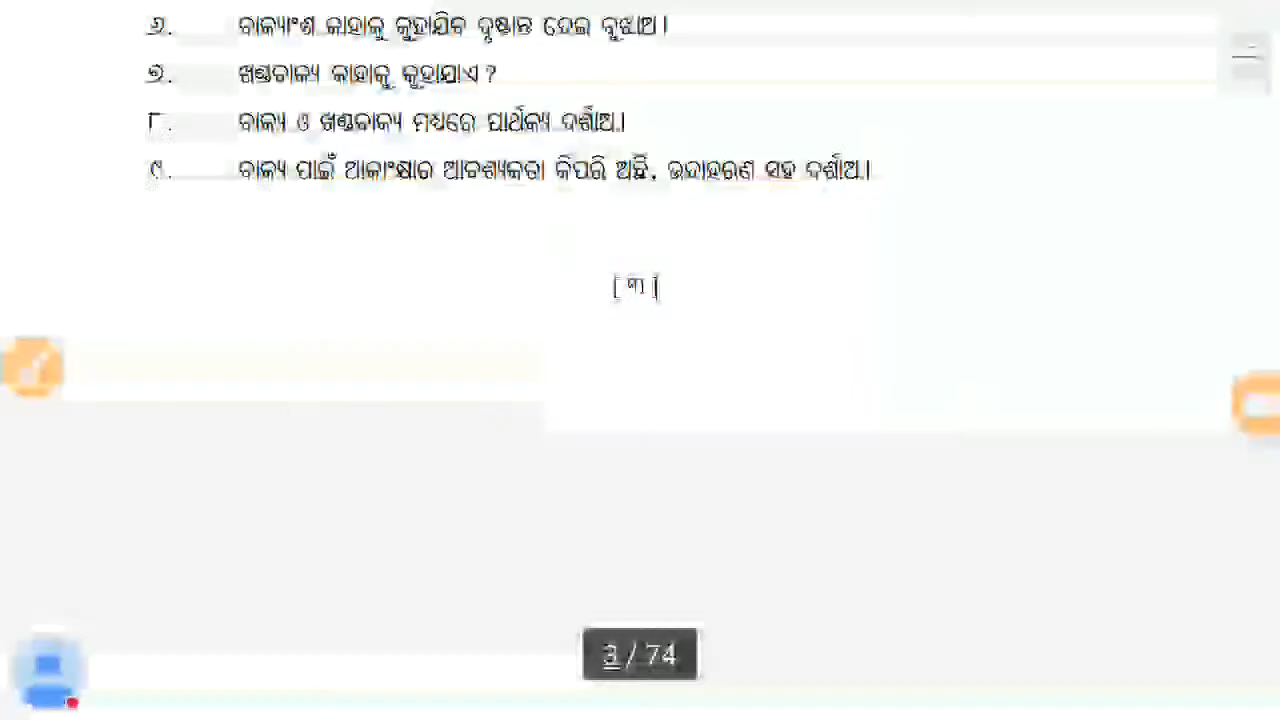 ୬. ବାକ୍ୟାଂଶ କାହାକୁ କୁହାଯିବ ଦୃଷ୍ଟାନ୍ତ ଦେଇ ବୁଝାଅ।
୭. ଖଣ୍ଡବାକ୍ୟ କାହାକୁ କୁହାଯାଏ ?
୮. ବାକ୍ୟ ଓ ଖଣ୍ଡବାକ୍ୟ ମଧ୍ୟରେ ପାର୍ଥକ୍ୟ ଦର୍ଶାଅ।
୯. ବାକ୍ୟ ପାଇଁ ଆକାଂକ୍ଷାର ଆବଶ୍ୟକତା କିପରି ଅଛି, ଉଦାହରଣ ସହ ଦର୍ଶାଅ।
[ ୩ ]
3 / 74